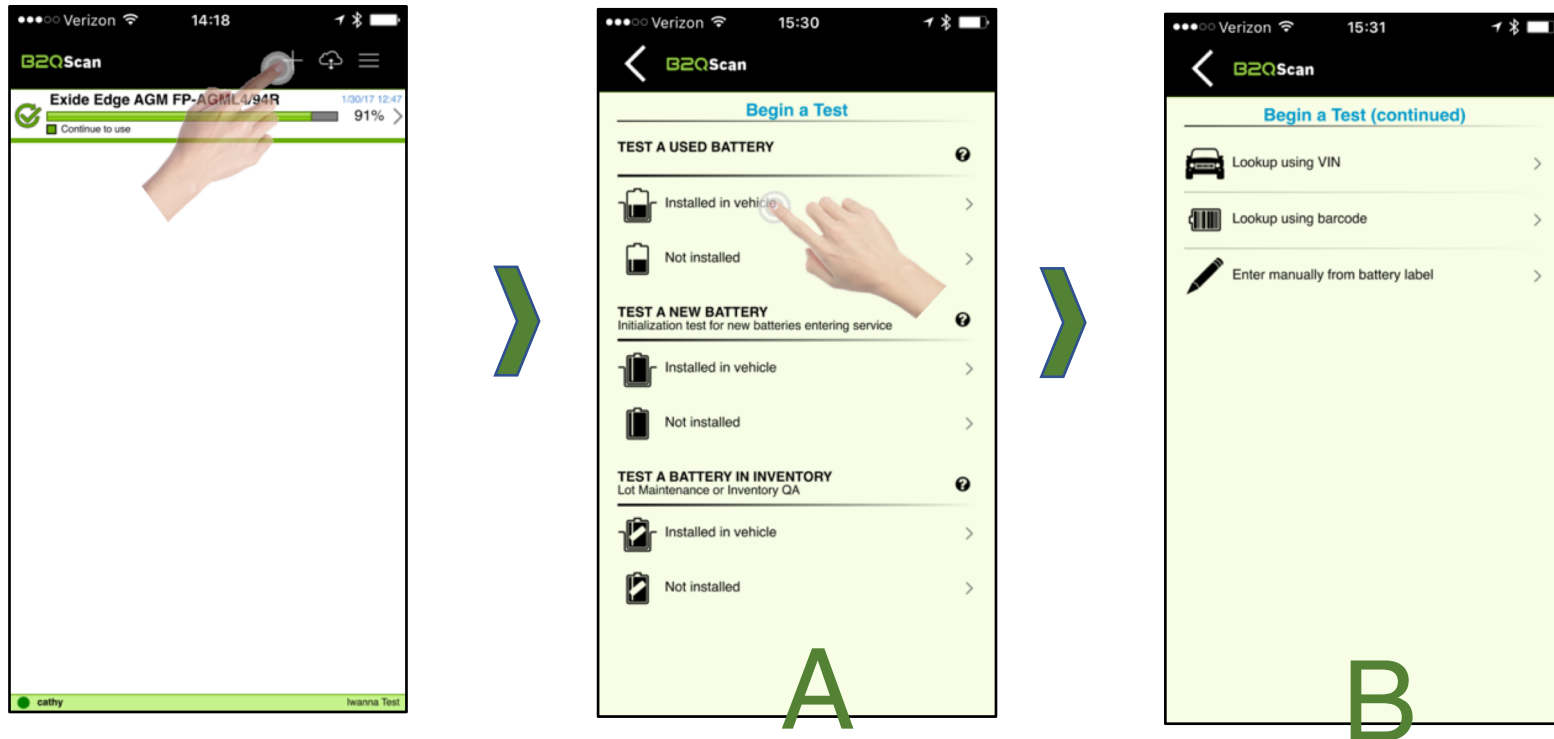 Verizon 14:18
B2QScan
Exide Edge AGM FP-AGML4/94R 1/30/17 12:47
91%
Continue to use
cathy Iwanna Test
Verizon 15:30
B2QScan
Begin a Test
TEST A USED BATTERY
Installed in vehicle
Not installed
TEST A NEW BATTERY
Initialization test for new batteries entering service
Installed in vehicle
Not installed
TEST A BATTERY IN INVENTORY
Lot Maintenance or Inventory QA
Installed in vehicle
Not installed
A
Verizon 15:31
B2QScan
Begin a Test (continued)
Lookup using VIN
Lookup using barcode
Enter manually from battery label
B